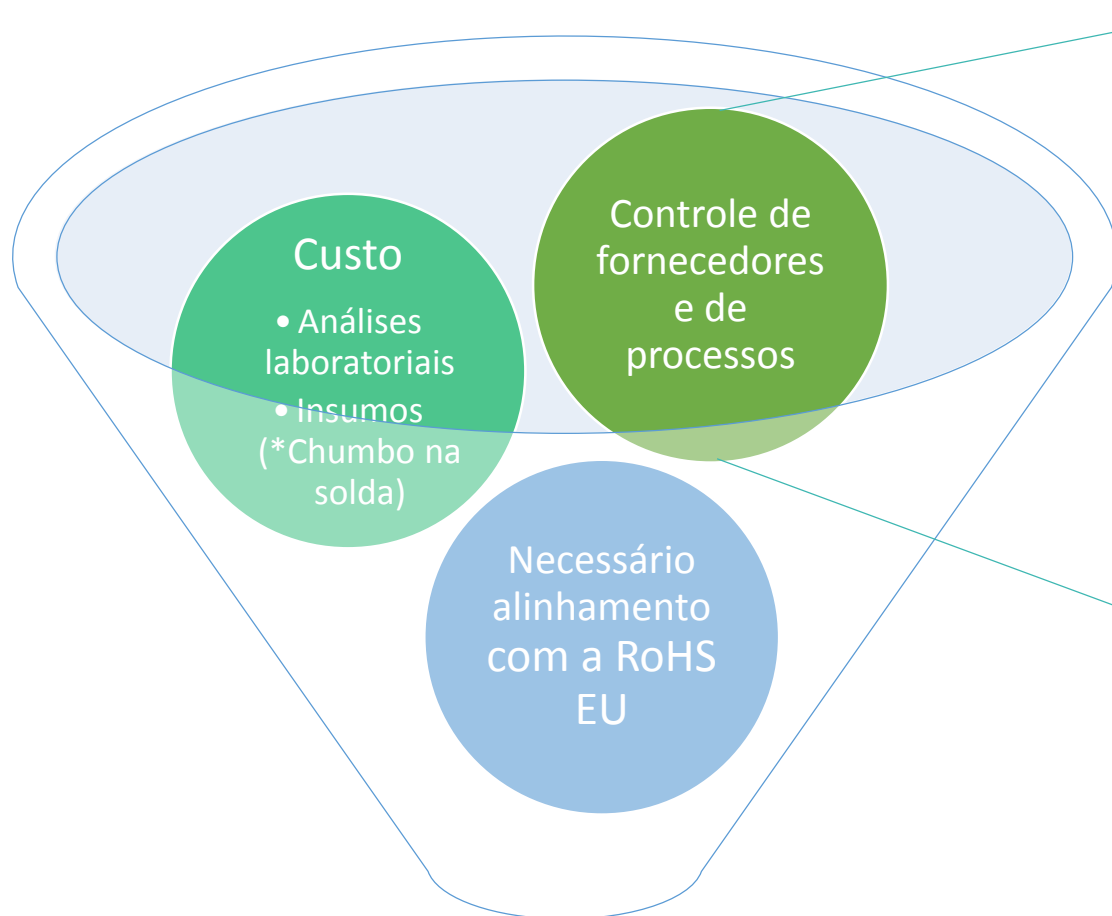 Custo
• Análises
laboratoriais
• Insumos
(*Chumbo na
solda)
Controle de
fornecedores
e de
processos
Necessário
alinhamento
com a RoHS
EU